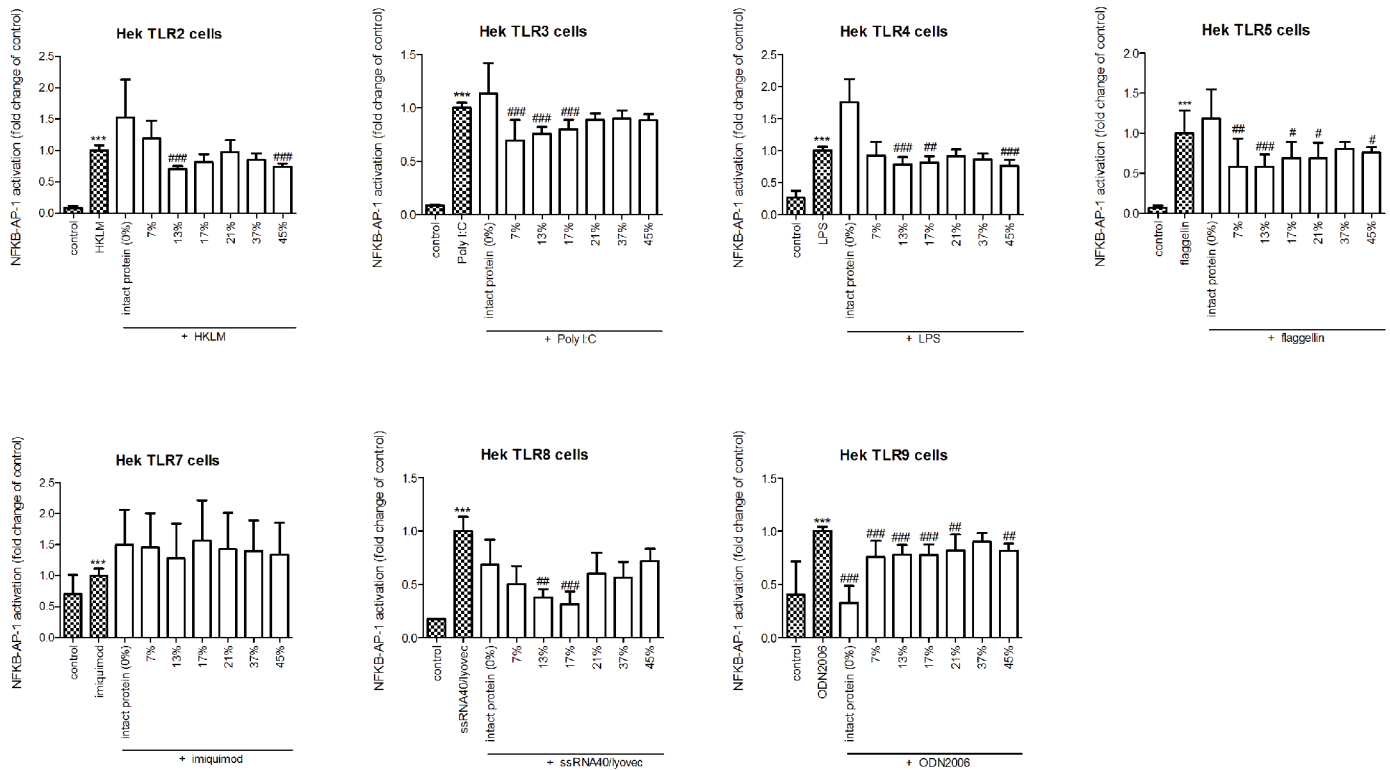 Hek TLR2 cells
NFKB-AP-1 activation (fold change of control)
2.5
2.0
1.5
1.0
0.5
0.0
***
###
###
control
HKLM
intact protein (0%)
7%
13%
17%
21%
37%
45%
+ HKLM
Hek TLR3 cells
NFKB-AP-1 activation (fold change of control)
1.5
1.0
0.5
0.0
***
###
###
###
control
Poly I:C
intact protein (0%)
7%
13%
17%
21%
37%
45%
+ Poly I:C
Hek TLR4 cells
NFKB-AP-1 activation (fold change of control)
2.5
2.0
1.5
1.0
0.5
0.0
***
###
##
###
control
LPS
intact protein (0%)
7%
13%
17%
21%
37%
45%
+ LPS
Hek TLR5 cells
NFKB-AP-1 activation (fold change of control)
2.0
1.5
1.0
0.5
0.0
***
##
###
#
#
#
control
flaggelin
intact protein (0%)
7%
13%
17%
21%
37%
45%
+ flaggellin
Hek TLR7 cells
NFKB-AP-1 activation (fold change of control)
2.5
2.0
1.5
1.0
0.5
0.0
***
control
imiquimod
intact protein (0%)
7%
13%
17%
21%
37%
45%
+ imiquimod
Hek TLR8 cells
NFKB-AP-1 activation (fold change of control)
1.5
1.0
0.5
0.0
***
##
###
control
ssRNA40/lyovec
intact protein (0%)
7%
13%
17%
21%
37%
45%
+ ssRNA40/lyovec
Hek TLR9 cells
NFKB-AP-1 activation (fold change of control)
1.5
1.0
0.5
0.0
***
###
###
###
###
##
##
control
ODN2006
intact protein (0%)
7%
13%
17%
21%
37%
45%
+ ODN2006